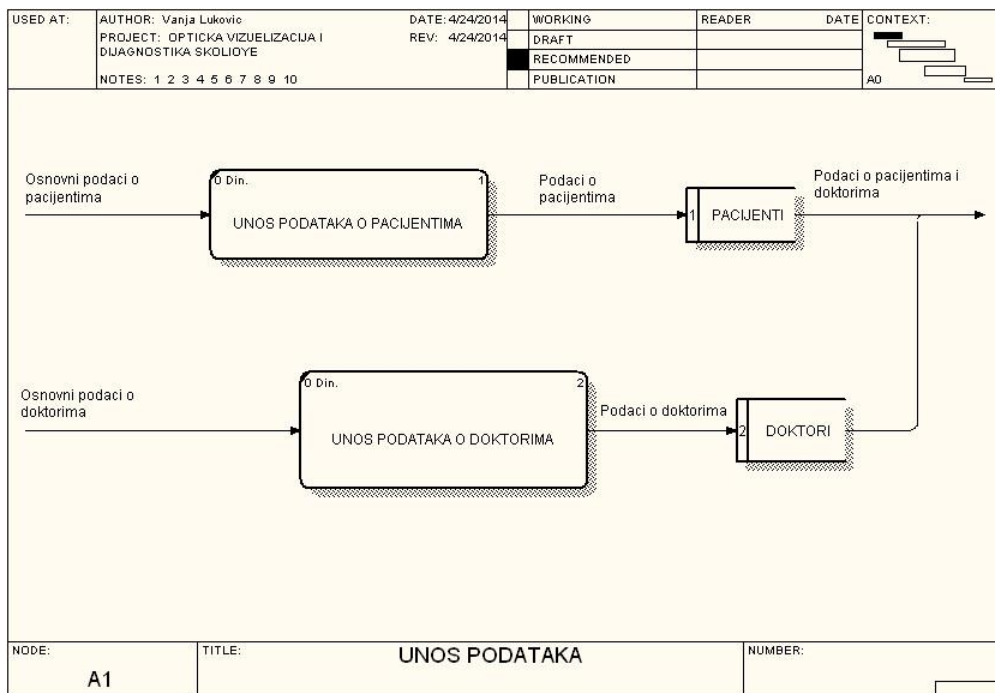 USED AT:
AUTHOR: Vanja Lukovic
DATE: 4/24/2014
WORKING
READER
DATE
CONTEXT:
PROJECT: OPTICKA VIZUELIZACIJA I
REV: 4/24/2014
DRAFT
DIJAGNOSTIKA SKOLIOYE
RECOMMENDED
NOTES: 1 2 3 4 5 6 7 8 9 10
PUBLICATION
A0
Osnovni podaci o
pacijentima
0 Din.
1
UNOS PODATAKA O PACIJENTIMA
Podaci o
pacijentima
1
PACIJENTI
Podaci o pacijentima i
doktorima
Osnovni podaci o
doktorima
0 Din.
2
UNOS PODATAKA O DOKTORIMA
Podaci o doktorima
2
DOKTORI
NODE:
A1
TITLE:
UNOS PODATAKA
NUMBER: